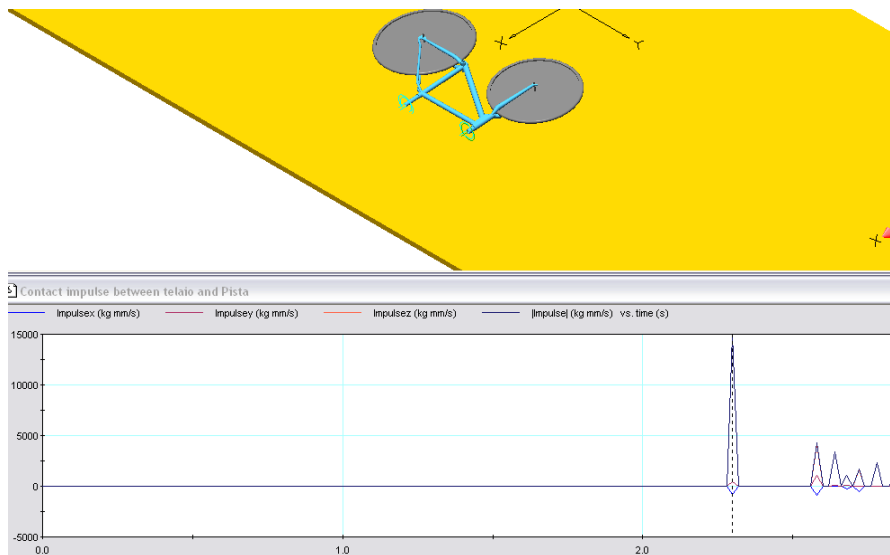 X
Y
X
Contact impulse between telaio and Pista
Impulsex (kg mm/s) Impulsey (kg mm/s) Impulsez (kg mm/s) |Impulse| (kg mm/s) vs. time (s)
15000
10000
5000
0
-5000
0.0 1.0 2.0